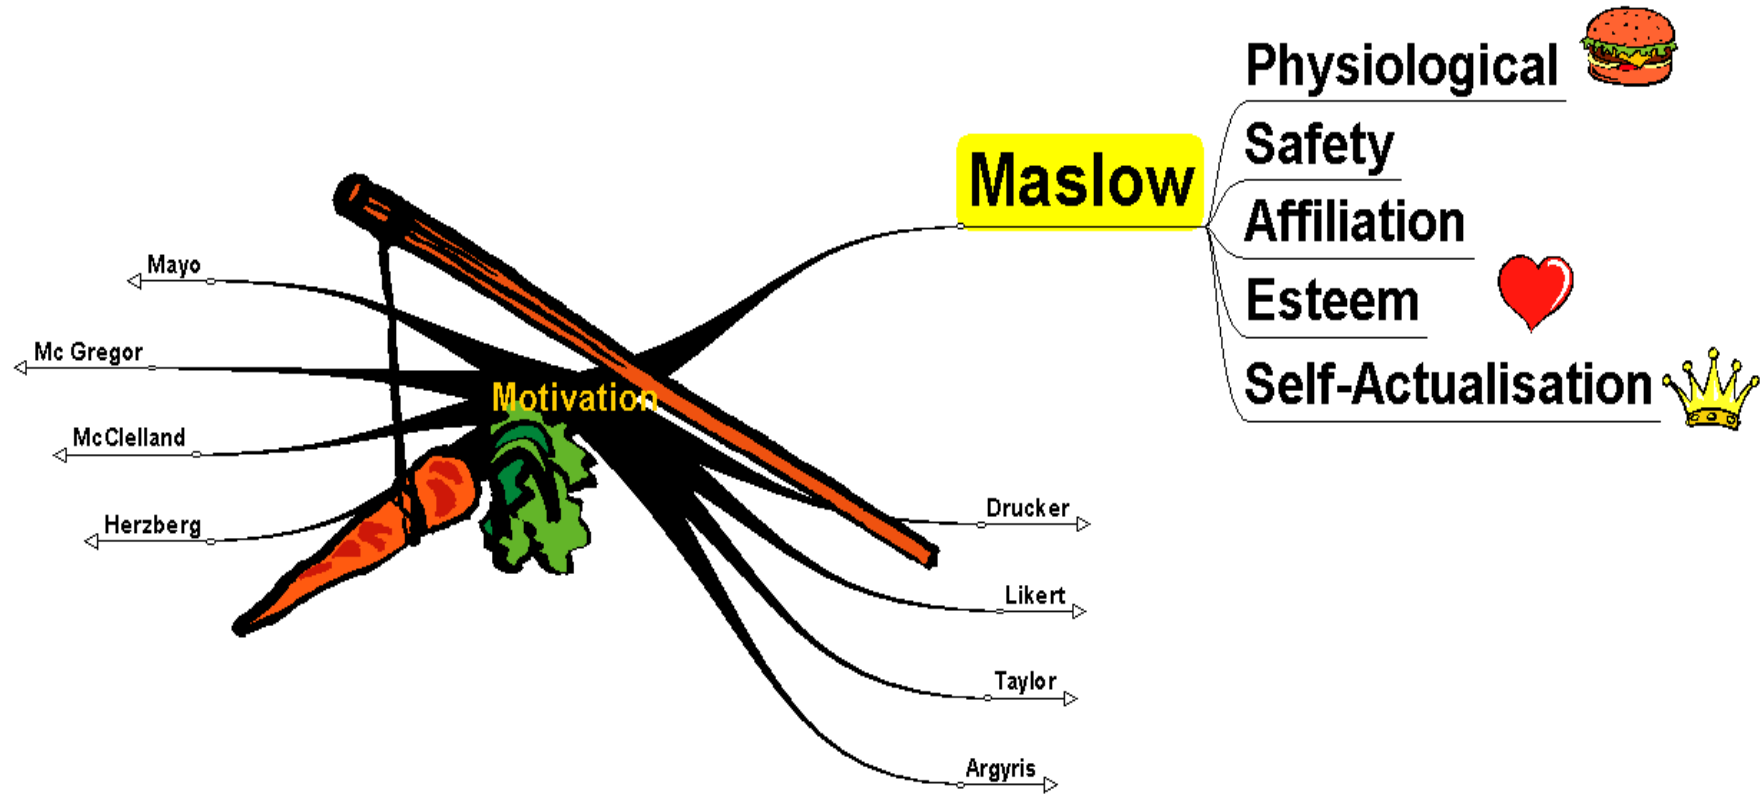 Motivation
Maslow
Physiological
Safety
Affiliation
Esteem
Self-Actualisation
Drucker
Likert
Taylor
Argyris
Mayo
Mc Gregor
McClelland
Herzberg